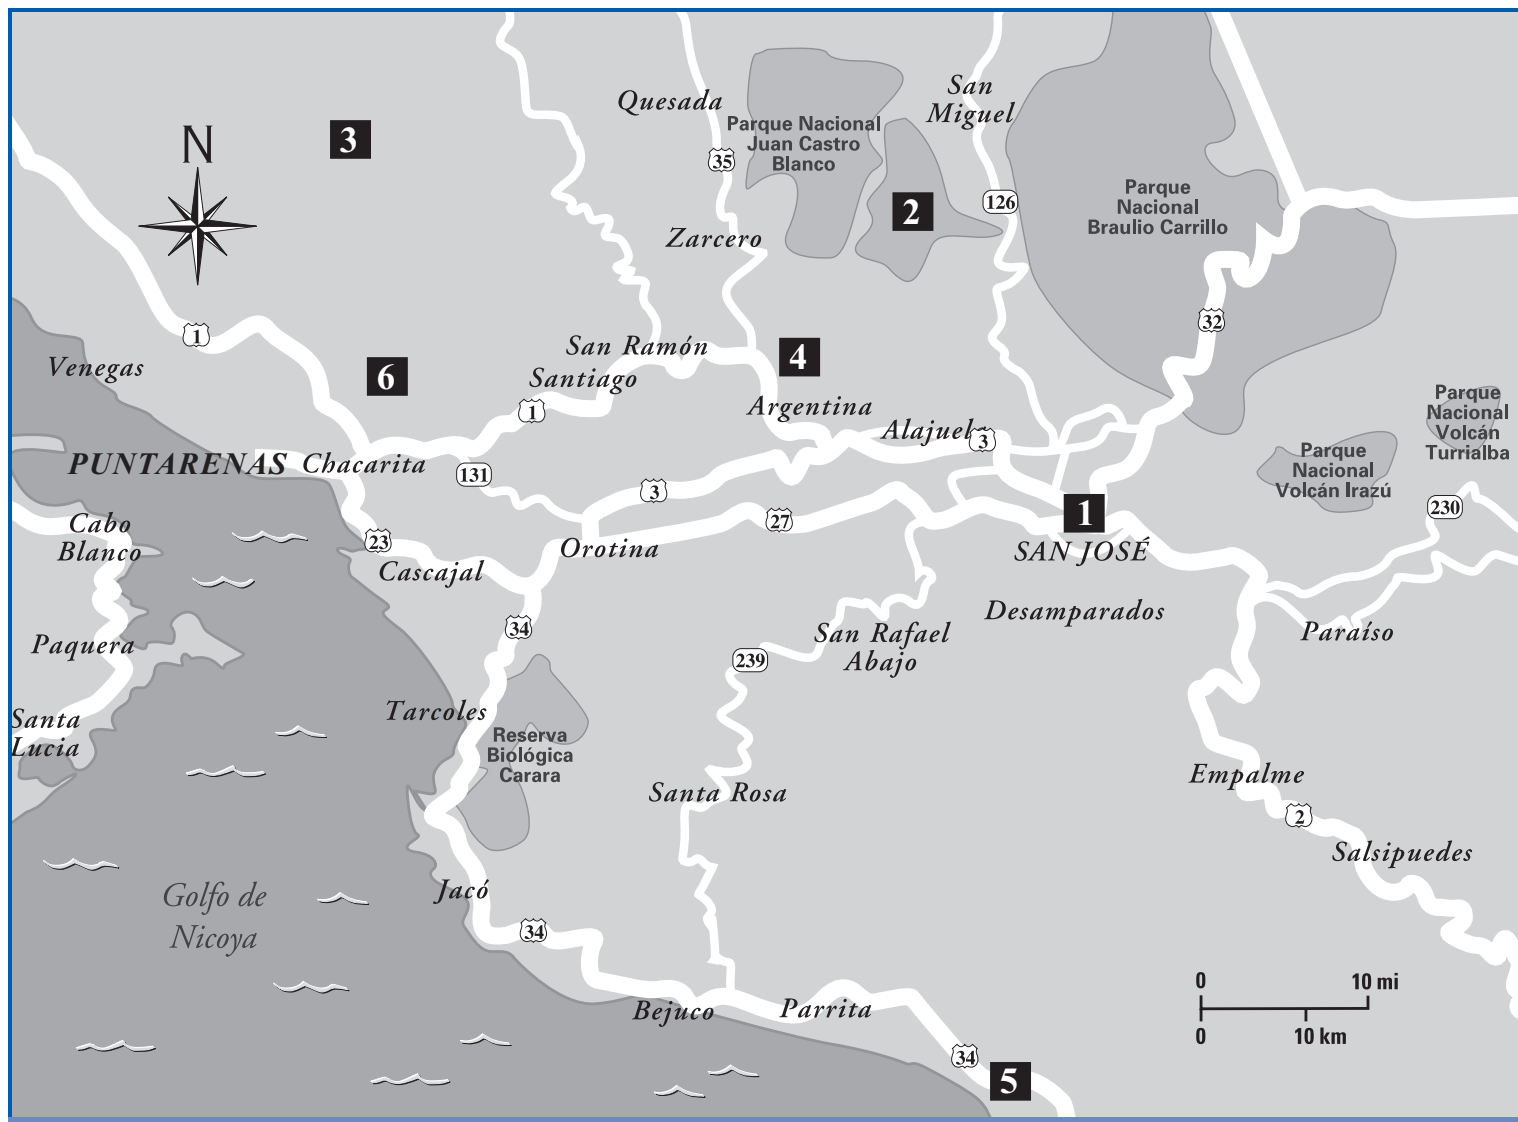 San
Miguel
Quesada
Parque Nacional
Juan Castro
Blanco
N
3
35
126
2
Parque
Nacional
Braulio Carrillo
Zarcero
1
32
San Ramón
4
Venegas
6
Santiago
1
Argentina
Alajuela
3
Parque
Nacional
Volcán
Turrialba
PUNTARENAS
Chacarita
131
3
Parque
Nacional
Volcán Irazú
230
Cabo
Blanco
23
27
1
SAN JOSÉ
Orotina
Cascajal
Desamparados
34
San Rafael
Abajo
Paraíso
Paquera
239
Santa
Lucia
Tarcoles
Reserva
Biológica
Carara
Santa Rosa
Empalme
2
Salsipuedes
Golfo de
Nicoya
Jacó
34
0
10 mi
0
10 km
Bejuco
Parrita
34
5